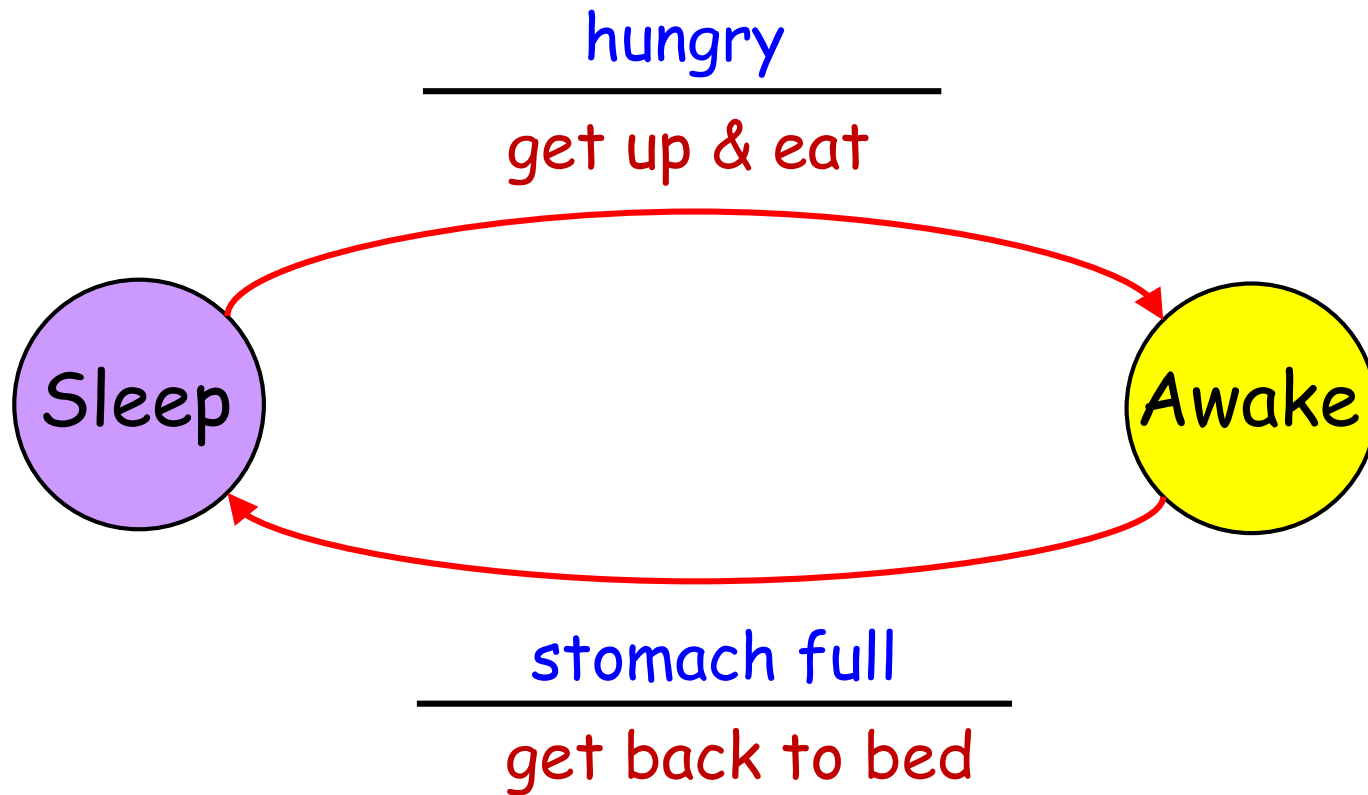 hungry
get up & eat
Sleep
Awake
stomach full
get back to bed